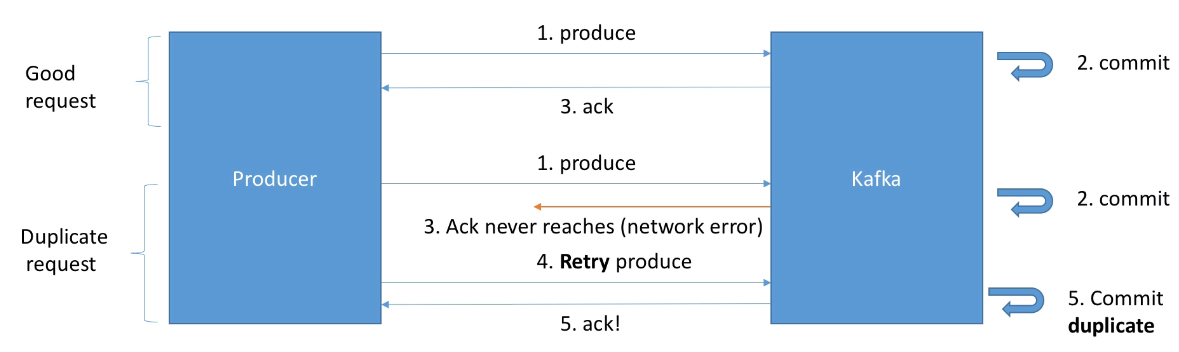 1. produce
Good
request
2. commit
3. ack
1. produce
Producer
Kafka
2. commit
3. Ack never reaches (network error)
Duplicate
request
4. Retry produce
5. Commit
duplicate
5. ack!